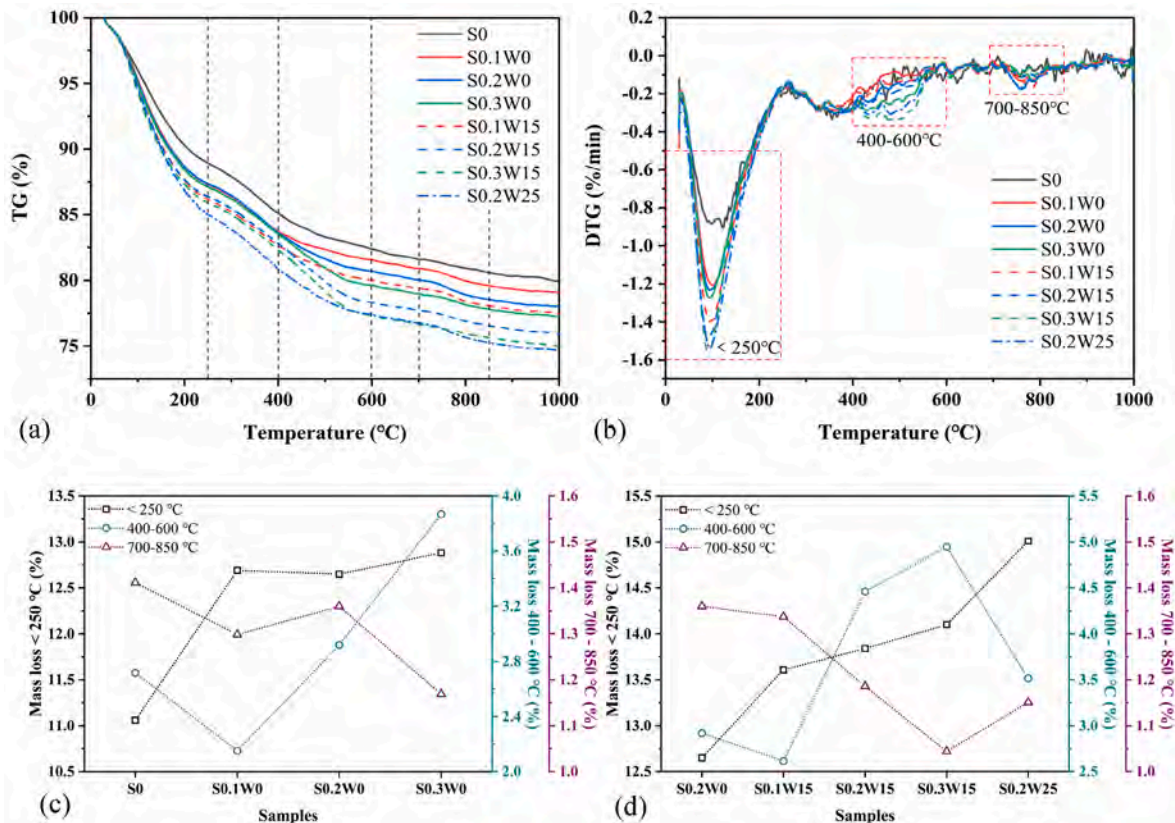 100
95
90
85
80
75
TG (%)
0
200
400
600
800
1000
Temperature (°C)
(a)
S0
S0.1W0
S0.2W0
S0.3W0
S0.1W15
S0.2W15
S0.3W15
S0.2W25
0.2
0.0
-0.2
-0.4
-0.6
-0.8
-1.0
-1.2
-1.4
-1.6
DTG (%/min)
0
200
400
600
800
1000
Temperature (°C)
(b)
700-850°C
400-600°C
< 250°C
S0
S0.1W0
S0.2W0
S0.3W0
S0.1W15
S0.2W15
S0.3W15
S0.2W25
13.5
13.0
12.5
12.0
11.5
11.0
10.5
Mass loss < 250 °C (%)
< 250 °C
400-600 °C
700-850 °C
4.0
3.6
3.2
2.8
2.4
2.0
Mass loss 400 - 600 °C (%)
1.6
1.5
1.4
1.3
1.2
1.1
1.0
Mass loss 700 - 850 °C (%)
S0
S0.1W0
S0.2W0
S0.3W0
Samples
(c)
15.5
15.0
14.5
14.0
13.5
13.0
12.5
Mass loss < 250 °C (%)
< 250 °C
400-600 °C
700-850 °C
5.5
5.0
4.5
4.0
3.5
3.0
2.5
Mass loss 400 - 600 °C (%)
1.6
1.5
1.4
1.3
1.2
1.1
1.0
Mass loss 700 - 850 °C (%)
S0.2W0
S0.1W15
S0.2W15
S0.3W15
S0.2W25
Samples
(d)